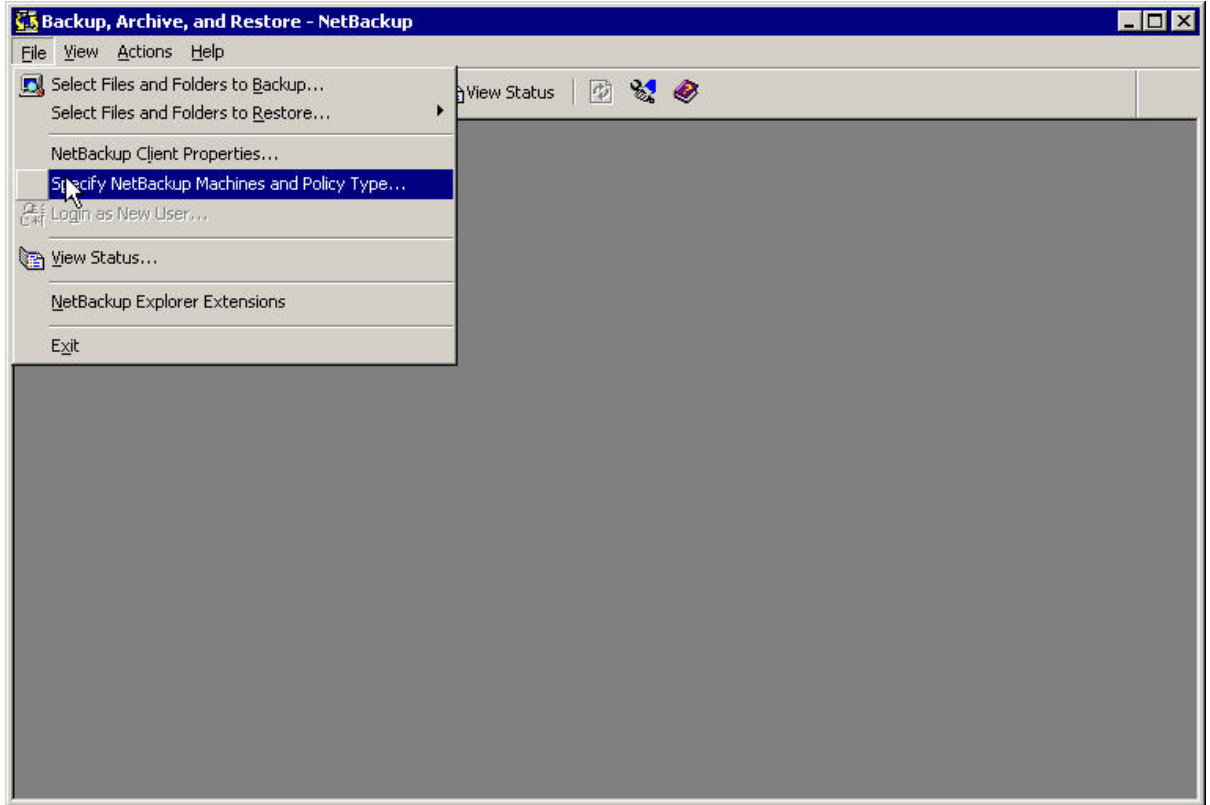 Backup, Archive, and Restore - NetBackup
File View Actions Help
Select Files and Folders to Backup...
View Status
Select Files and Folders to Restore...
NetBackup Client Properties...
Specify NetBackup Machines and Policy Type...
Login as New User...
View Status...
NetBackup Explorer Extensions
Exit